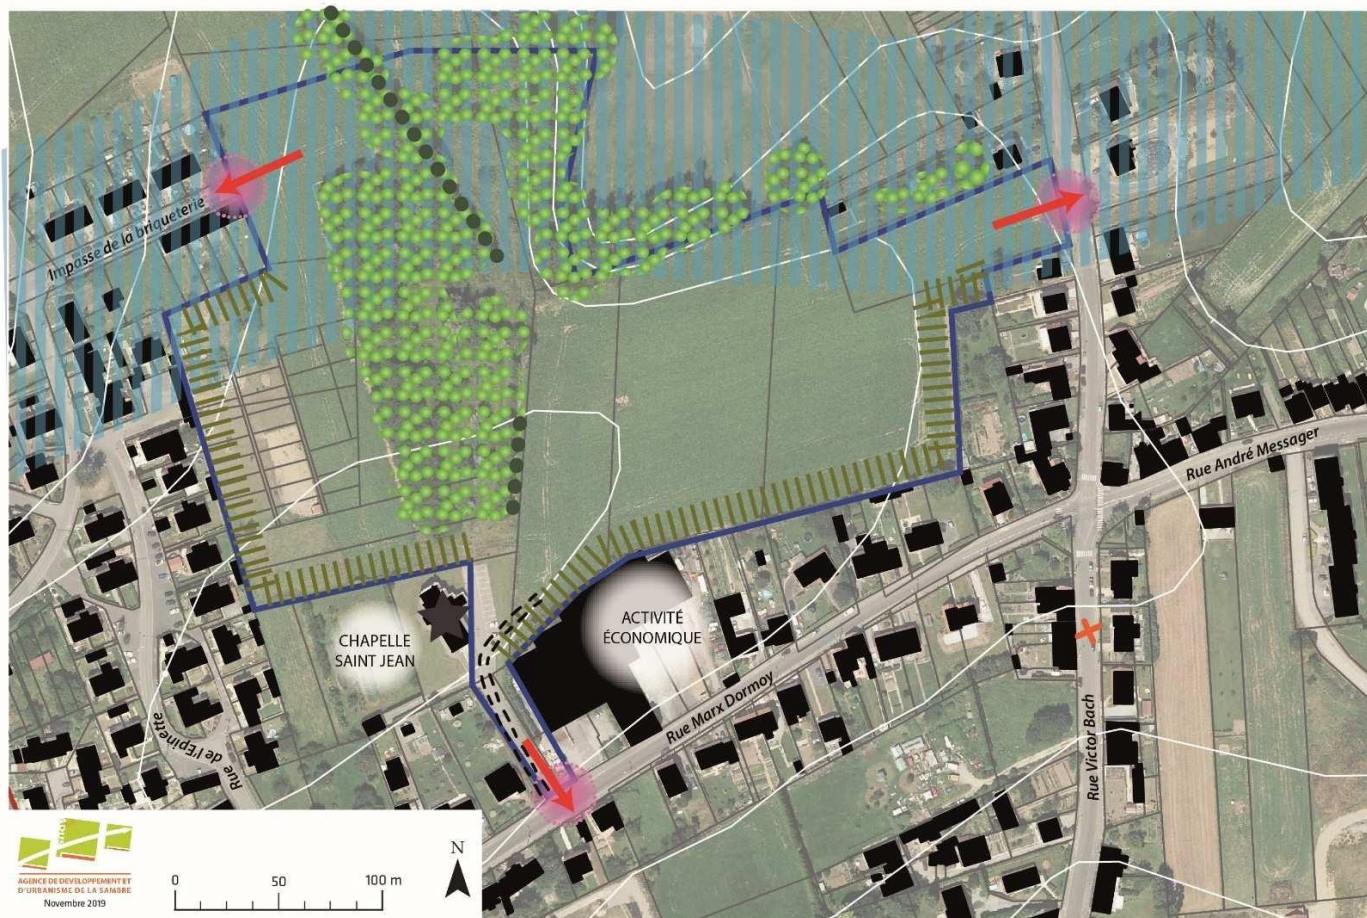 Impasse de la briqueterie
Rue André Messager
ACTIVITÉ
ÉCONOMIQUE
CHAPELLE
SAINT JEAN
Rue Marx Dormoy
Rue de l'Epinette
Rue Victor Bach
AGENCE DE DEVELOPPEMENT ET
D'URBANISME DE LA SAMBRE
Novembre 2019
0 50 100 m
N